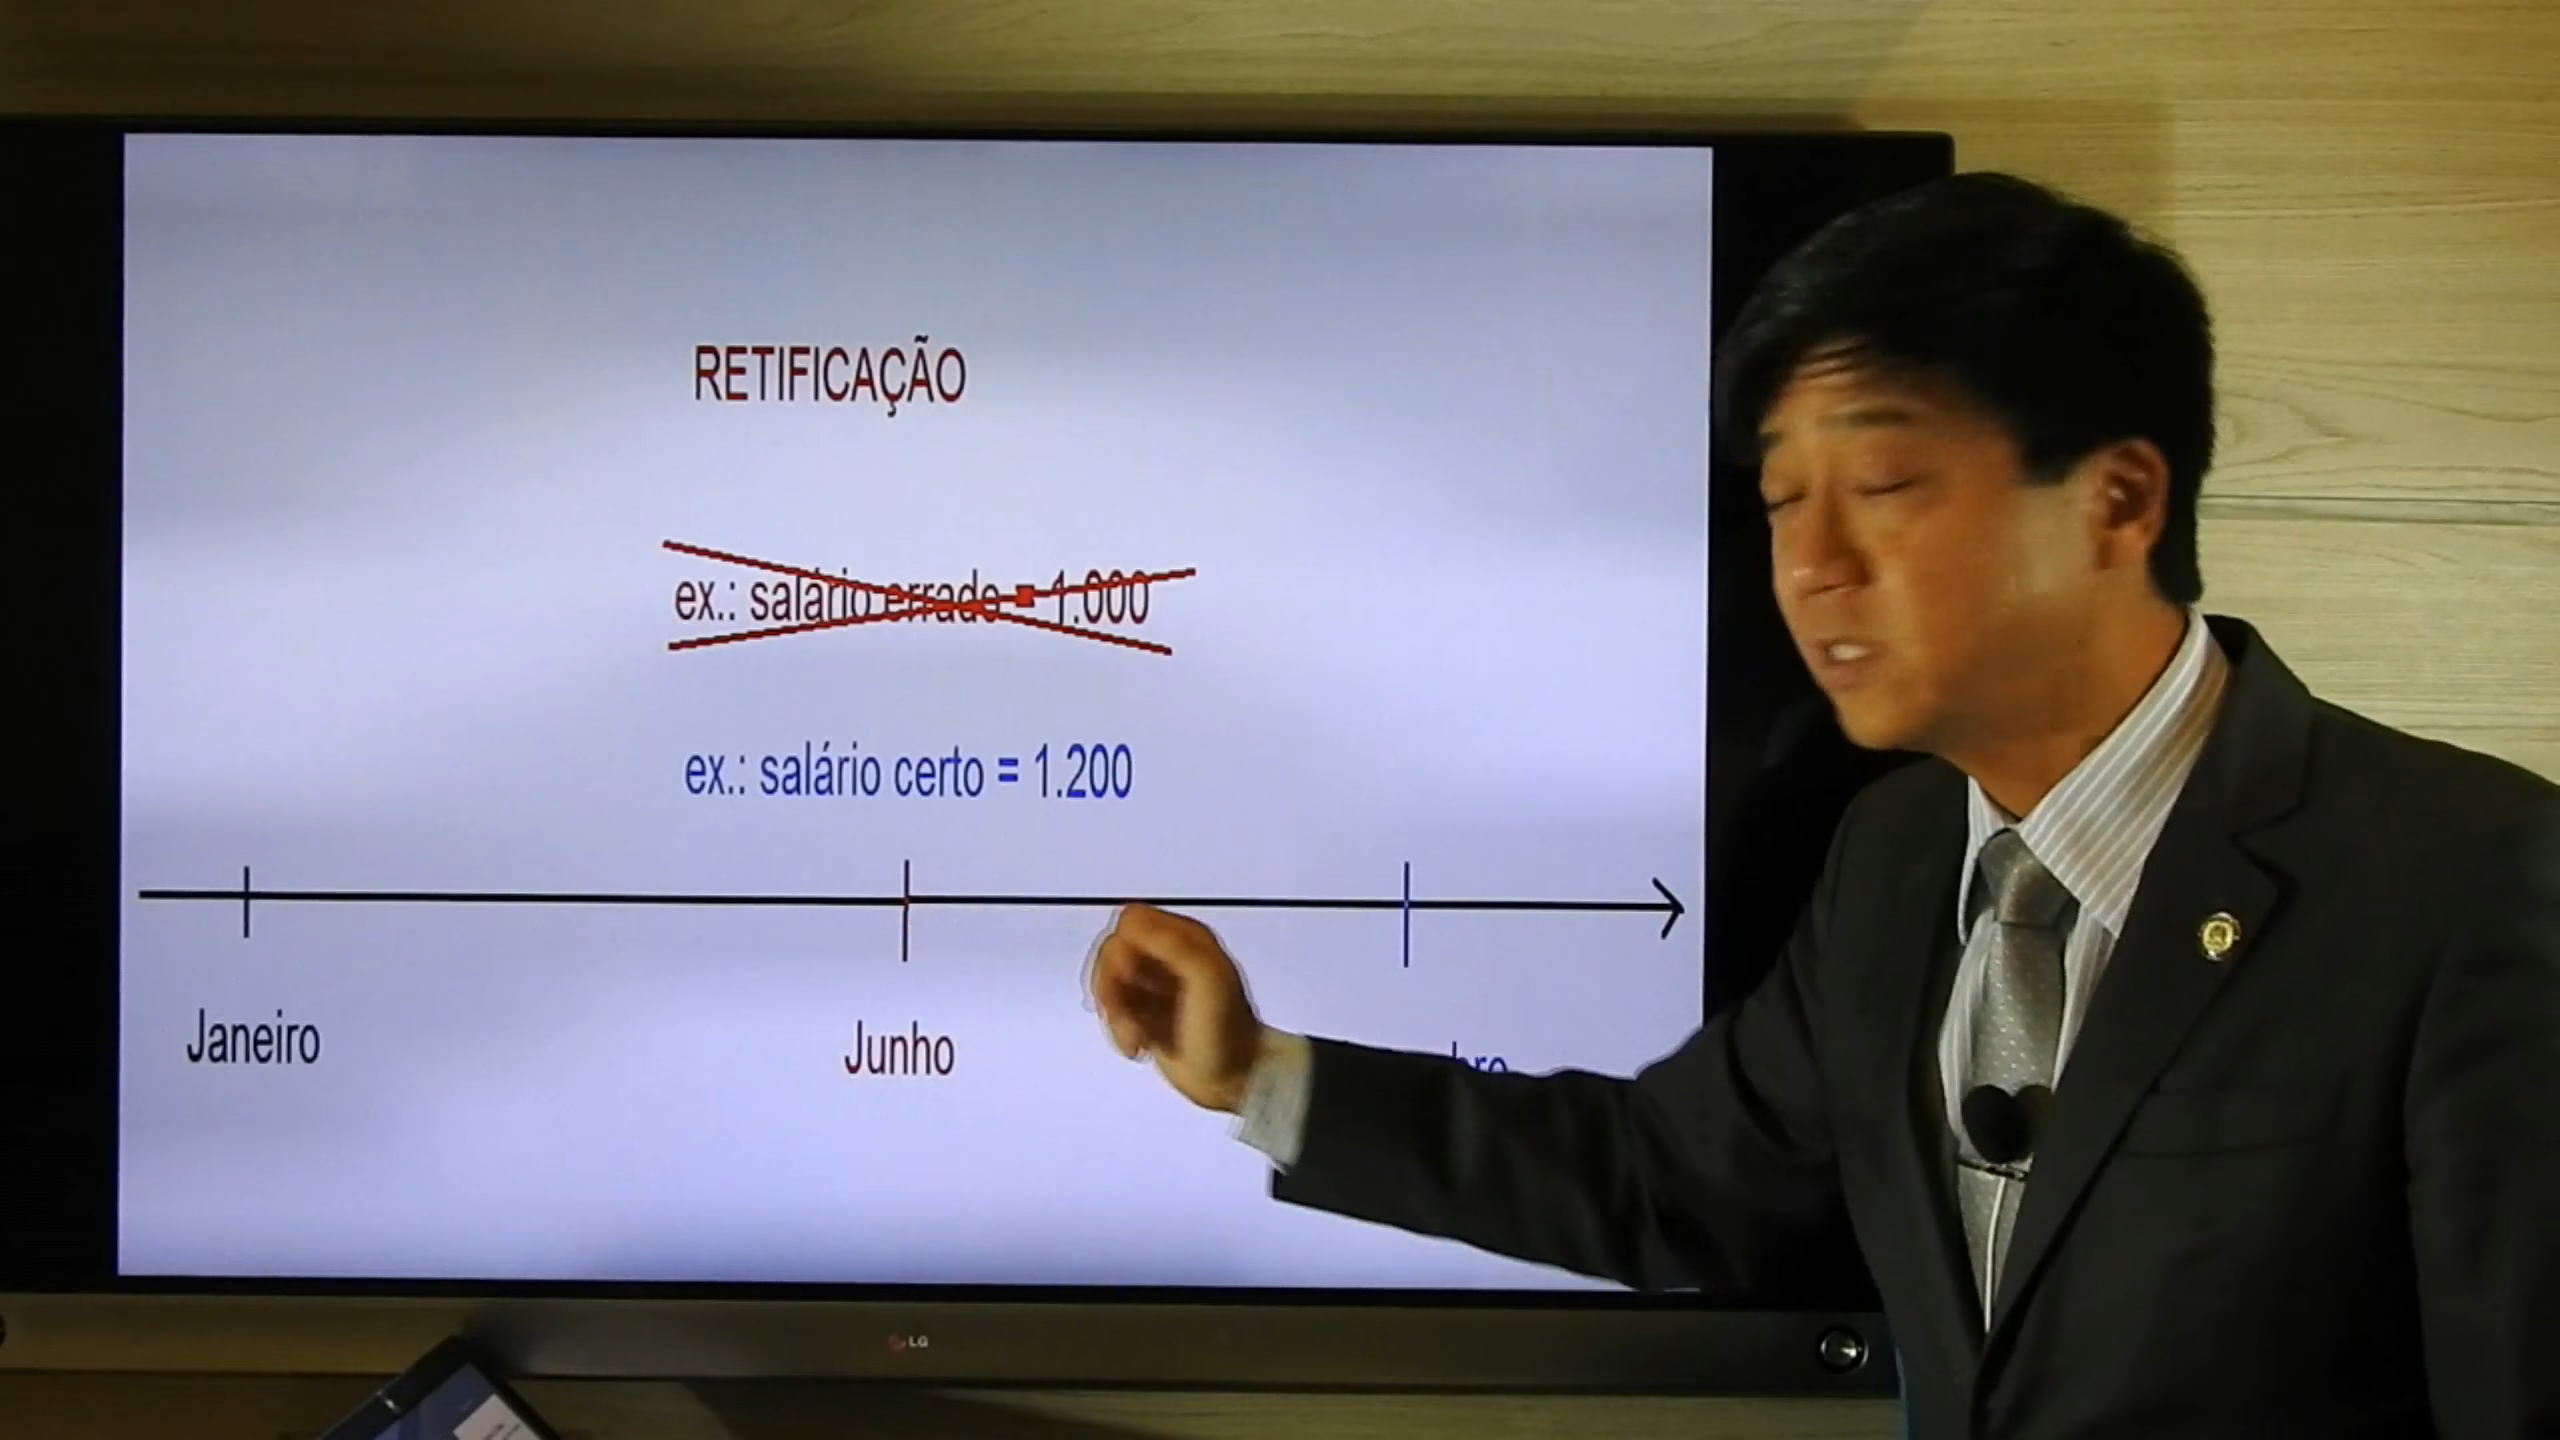 RETIFICAÇÃO
ex.: salário errado = 1.000
ex.: salário certo = 1.200
Janeiro
Junho
LG